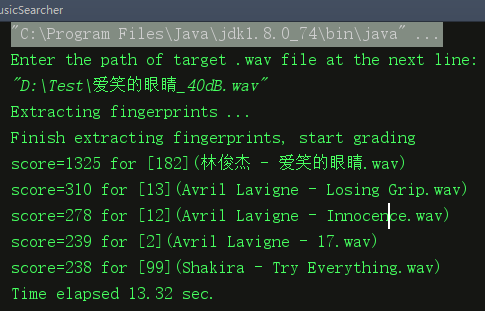 usicSearcher
"C:\Program Files\Java\jdk1.8.0_74\bin\java" ...
Enter the path of target .wav file at the next line:
"D:\Test\爱笑的眼睛_40dB.wav"
Extracting fingerprints ...
Finish extracting fingerprints, start grading
score=1325 for [182](林俊杰 - 爱笑的眼睛.wav)
score=310 for [13](Avril Lavigne - Losing Grip.wav)
score=278 for [12](Avril Lavigne - Innocence.wav)
score=239 for [2](Avril Lavigne - 17.wav)
score=238 for [99](Shakira - Try Everything.wav)
Time elapsed 13.32 sec.